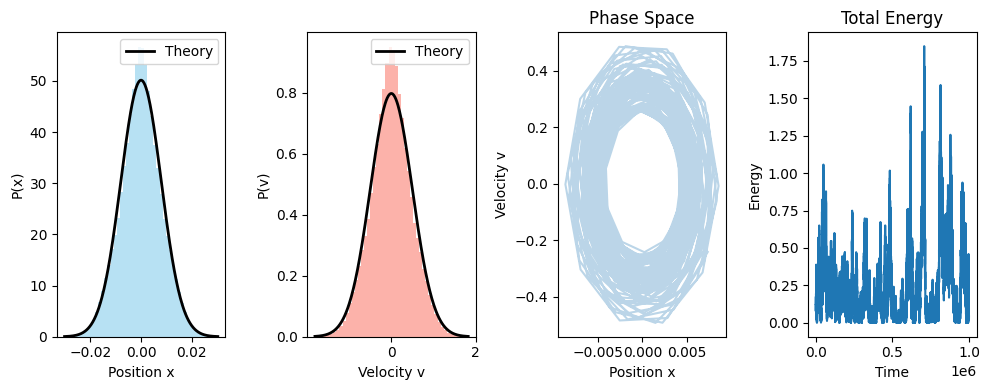 Phase Space
Total Energy
Theory
Theory
P(x)
50
40
30
20
10
0
−0.02
0.00
0.02
Position x
P(v)
0.8
0.6
0.4
0.2
0.0
0
2
Velocity v
Velocity v
0.4
0.2
0.0
−0.2
−0.4
−0.005
0.000
0.005
Position x
Energy
1.75
1.50
1.25
1.00
0.75
0.50
0.25
0.00
0.0
0.5
1.0
1e6
Time